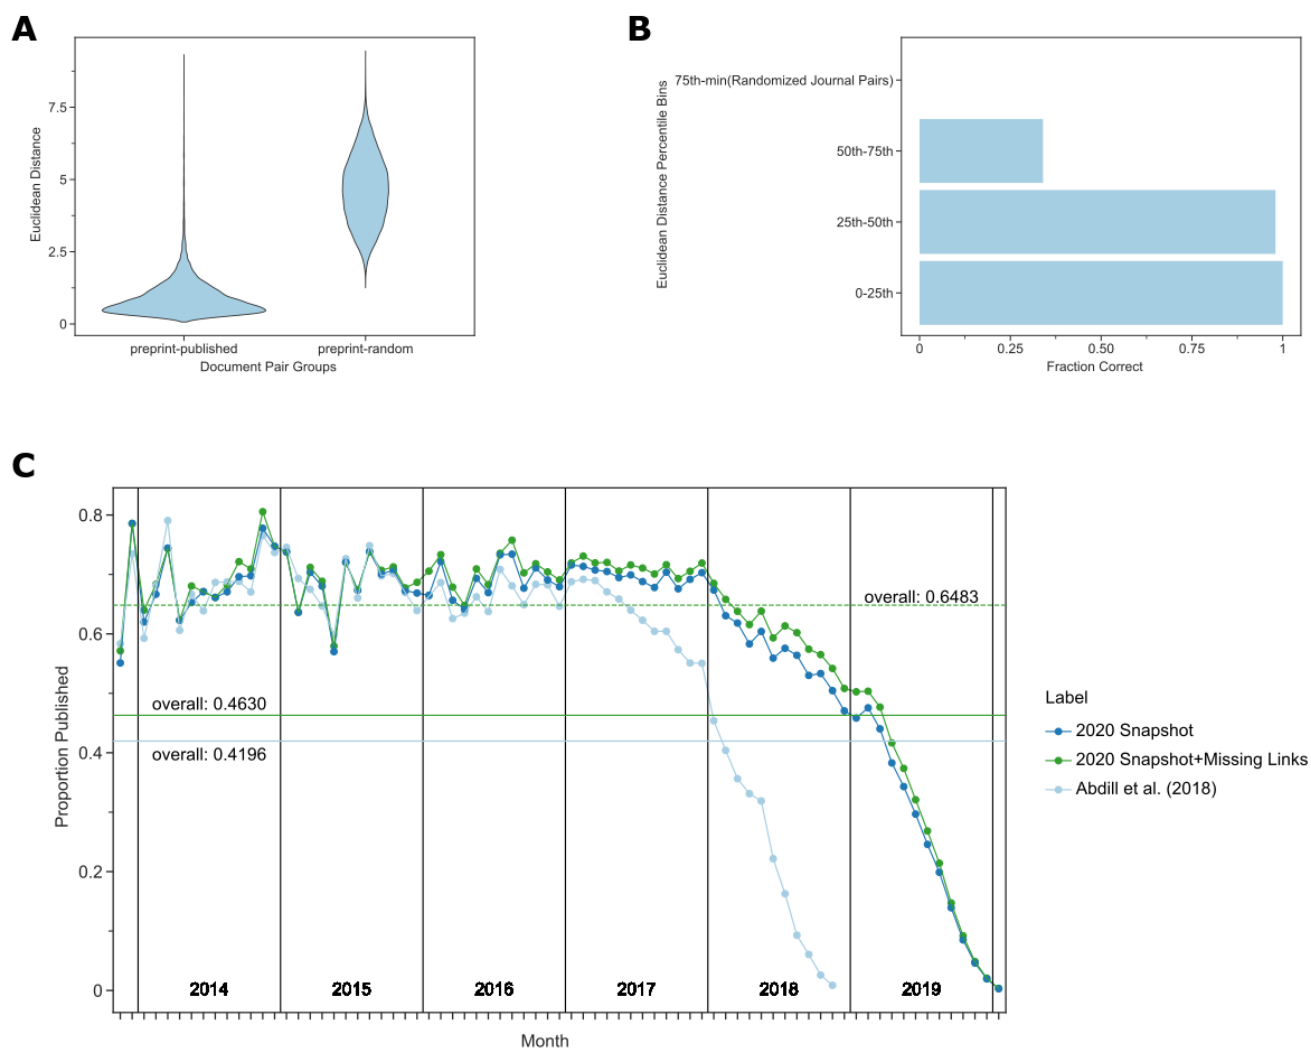 A
Euclidean Distance
7.5
5
2.5
0
preprint-published
preprint-random
Document Pair Groups
B
Euclidean Distance Percentile Bins
75th-min(Randomized Journal Pairs)
50th-75th
25th-50th
0-25th
0
0.25
0.50
0.75
1
Fraction Correct
C
Proportion Published
0.8
0.6
0.4
0.2
0
overall: 0.6483
overall: 0.4630
overall: 0.4196
2014
2015
2016
2017
2018
2019
Month
Label
2020 Snapshot
2020 Snapshot+Missing Links
Abdill et al. (2018)